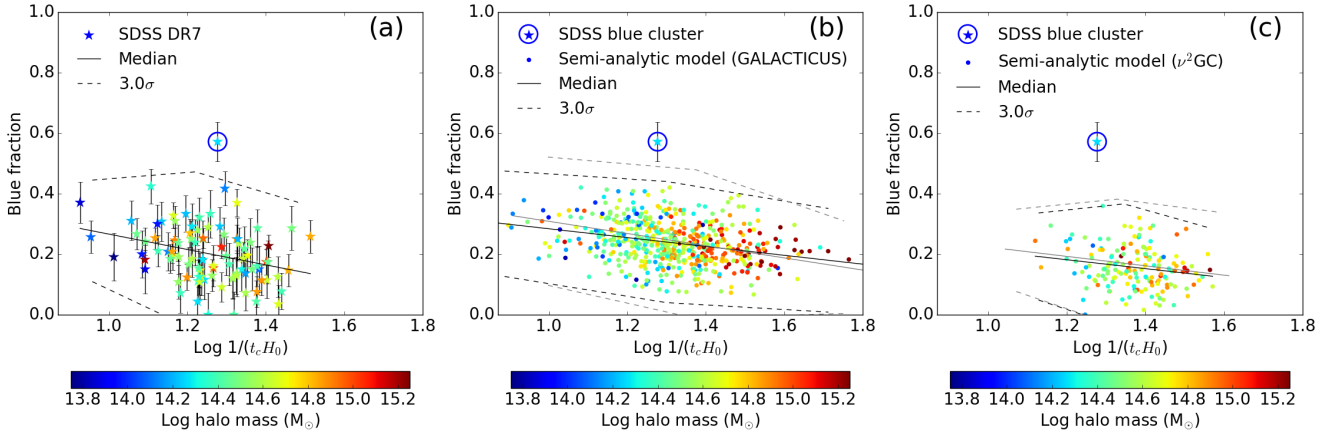 (a)
SDSS DR7
Median
3.0σ
Blue fraction
1.0
0.8
0.6
0.4
0.2
0.0
1.0 1.2 1.4 1.6 1.8
Log 1/(t_cH_0)
13.8 14.0 14.2 14.4 14.6 14.8 15.0 15.2
Log halo mass (M_⊙)
(b)
SDSS blue cluster
Semi-analytic model (GALACTICUS)
Median
3.0σ
Blue fraction
1.0
0.8
0.6
0.4
0.2
0.0
1.0 1.2 1.4 1.6 1.8
Log 1/(t_cH_0)
13.8 14.0 14.2 14.4 14.6 14.8 15.0 15.2
Log halo mass (M_⊙)
(c)
SDSS blue cluster
Semi-analytic model (ν²GC)
Median
3.0σ
Blue fraction
1.0
0.8
0.6
0.4
0.2
0.0
0.8 1.0 1.2 1.4 1.6 1.8
Log 1/(t_cH_0)
13.8 14.0 14.2 14.4 14.6 14.8 15.0 15.2
Log halo mass (M_⊙)